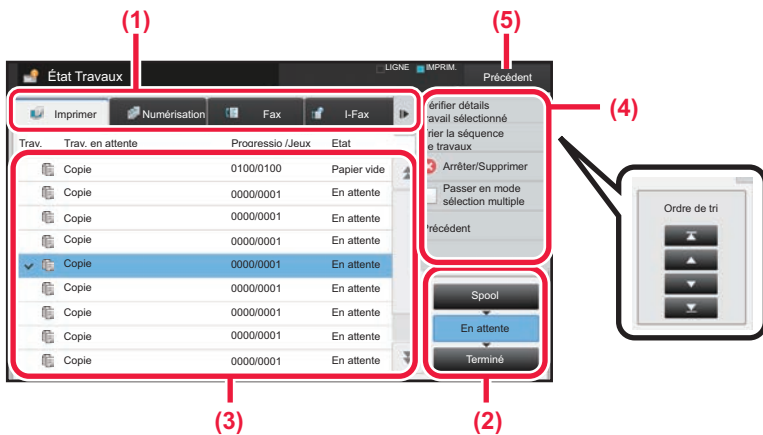 (1)
(5)
État Travaux
LIGNE
IMPRIM.
Précédent
Imprimer
Numérisation
Fax
I-Fax
Trav.
Trav. en attente
Progressio /Jeux
Etat
Copie 0100/0100 Papier vide
Copie 0000/0001 En attente
Copie 0000/0001 En attente
Copie 0000/0001 En attente
Copie 0000/0001 En attente
Copie 0000/0001 En attente
Copie 0000/0001 En attente
Copie 0000/0001 En attente
Copie 0000/0001 En attente
érifier détails
ravail sélectionné
rier la séquence
e travaux
Arrêter/Supprimer
Passer en mode
sélection multiple
récédent
(4)
Ordre de tri
Spool
En attente
Terminé
(3)
(2)